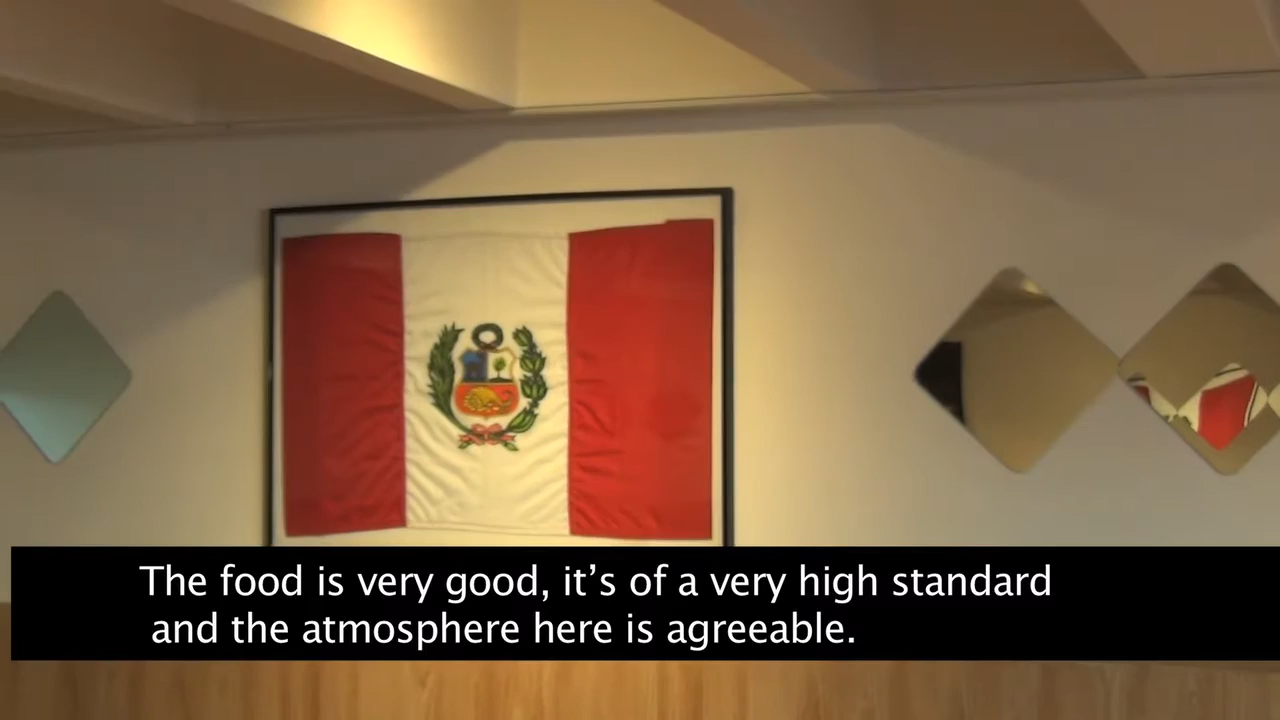 The food is very good, it’s of a very high standard
and the atmosphere here is agreeable.